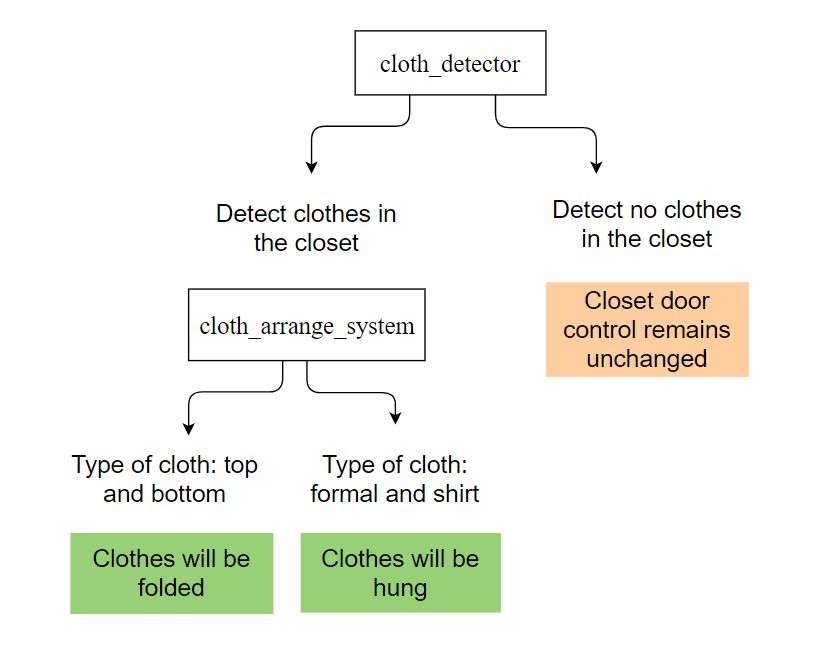 cloth_detector
Detect clothes in
the closet
Detect no clothes
in the closet
cloth_arrange_system
Closet door
control remains
unchanged
Type of cloth: top
and bottom
Type of cloth:
formal and shirt
Clothes will be
folded
Clothes will be
hung